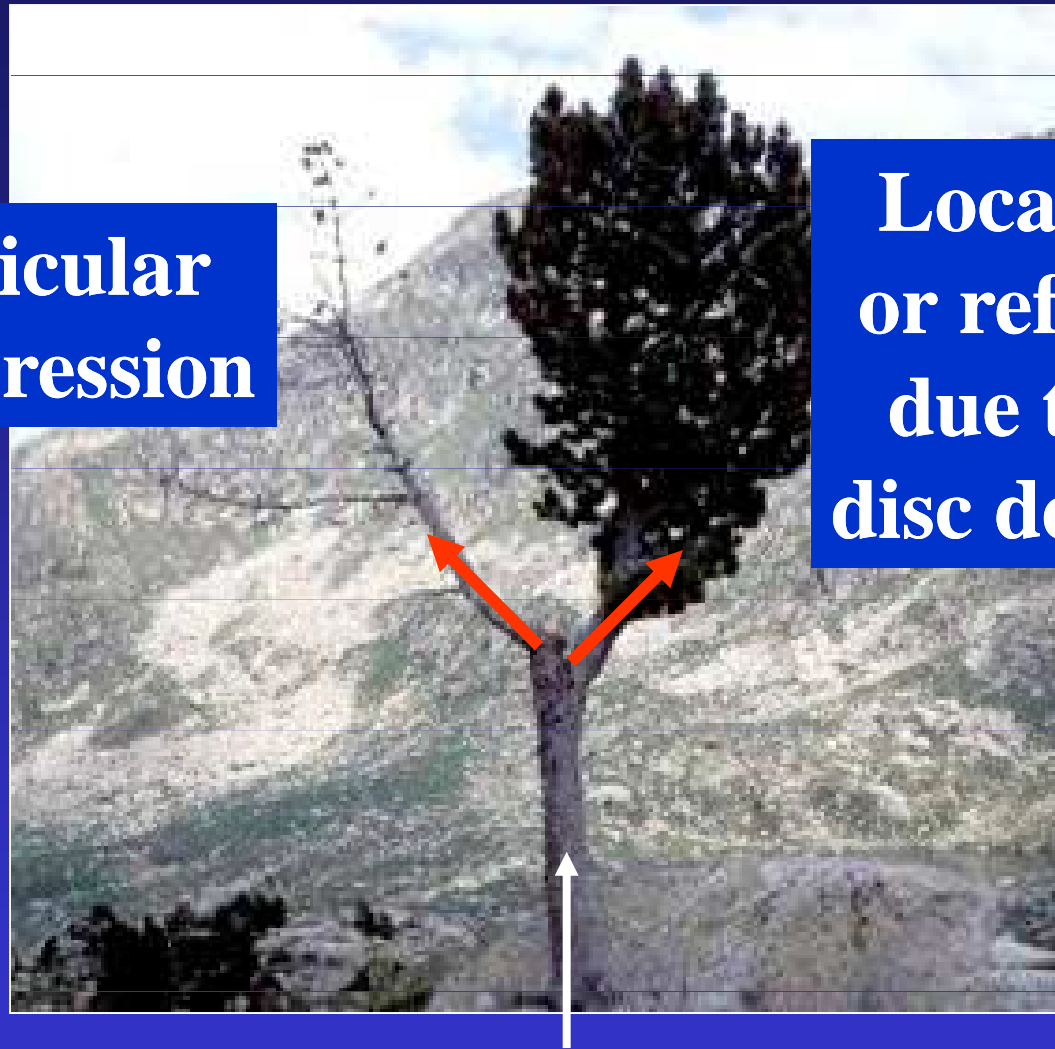 icular
ression
Loca
or ref
due t
disc de